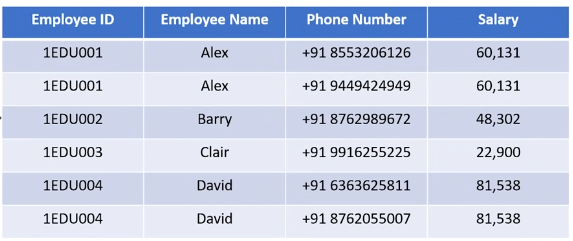 Employee ID Employee Name Phone Number Salary
1EDU001 Alex +91 8553206126 60,131
1EDU001 Alex +91 9449424949 60,131
1EDU002 Barry +91 8762989672 48,302
1EDU003 Clair +91 9916255225 22,900
1EDU004 David +91 6363625811 81,538
1EDU004 David +91 8762055007 81,538